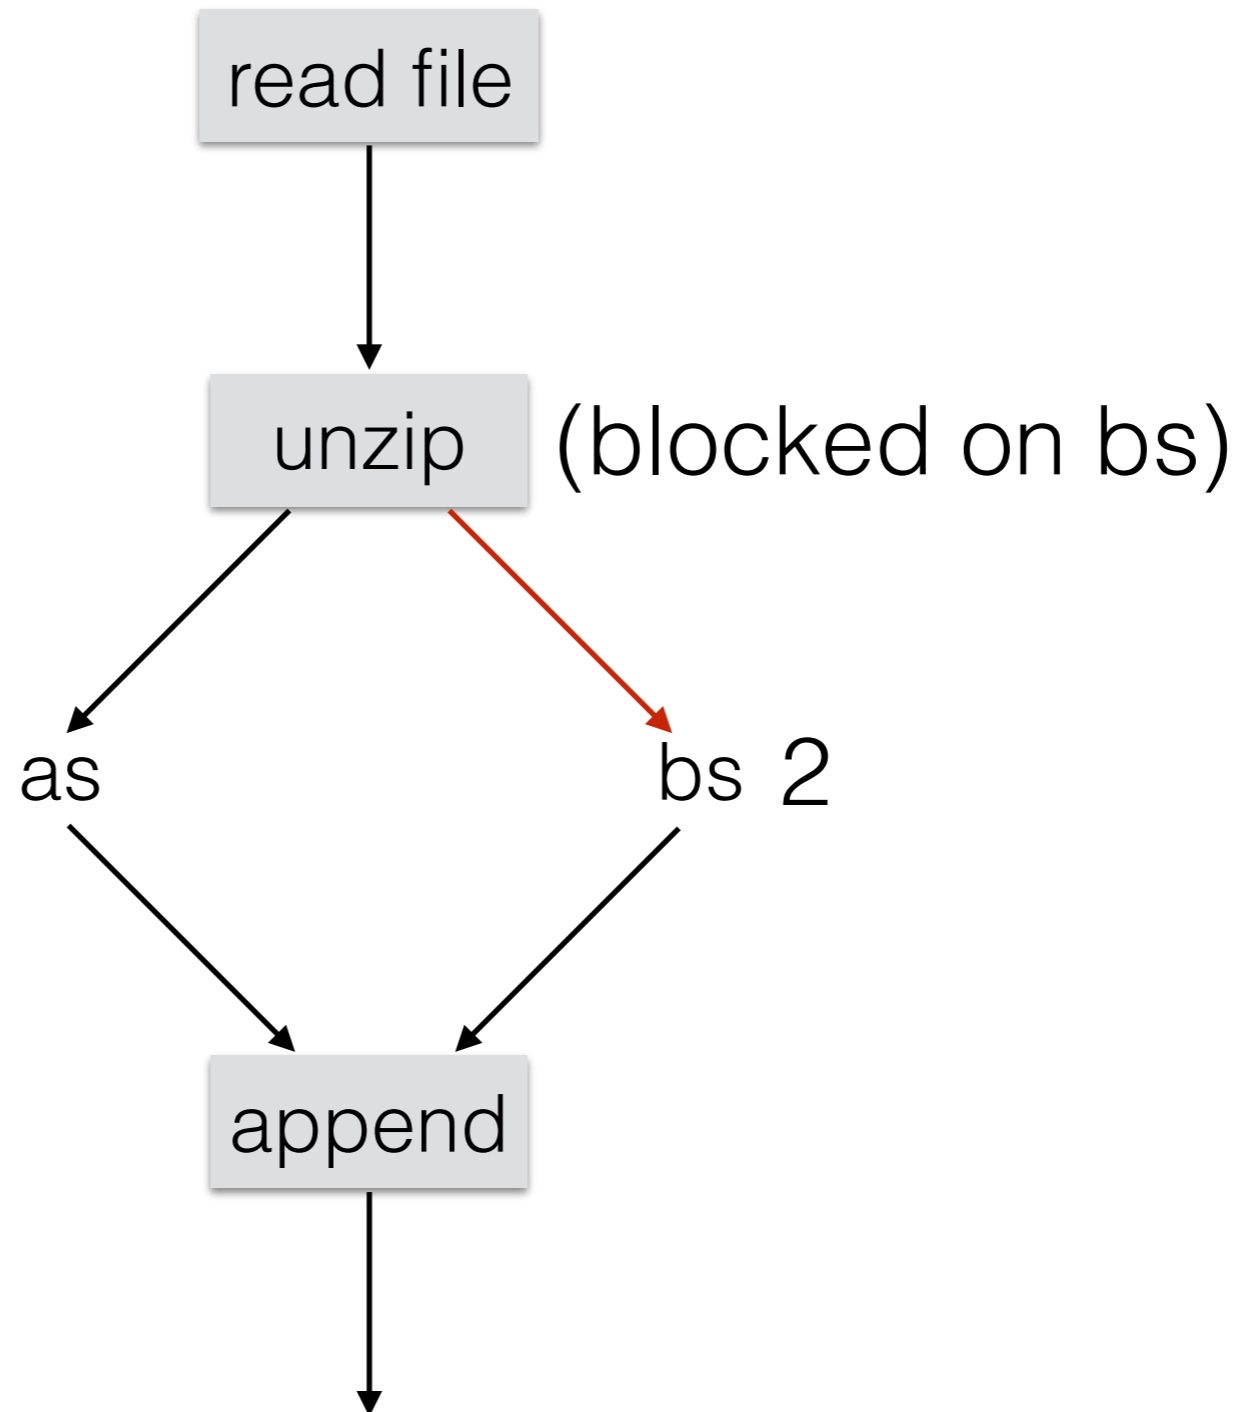 read file
unzip (blocked on bs)
as
bs 2
append